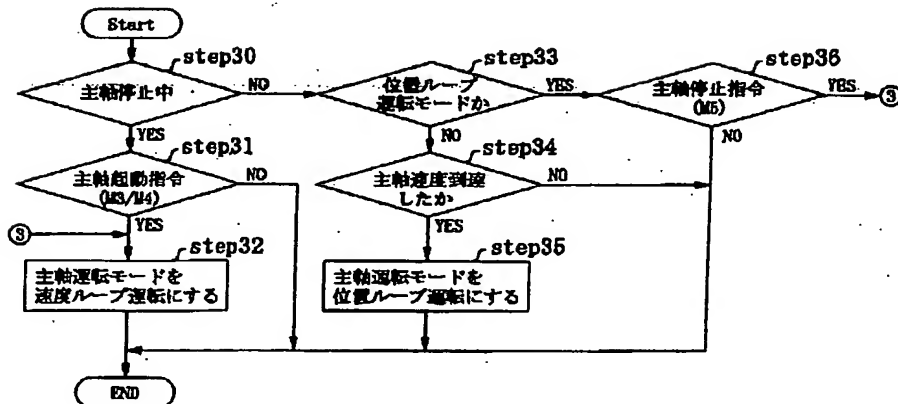 Start
step30
主軸停止中
NO
YES
step31
主軸起動指令
(M3/M4)
NO
YES
③
step32
主軸運転モードを
速度ループ運転にする
step33
位置ループ
運転モードか
YES
NO
step34
主軸速度到達
したか
NO
YES
step35
主軸運転モードを
位置ループ運転にする
step36
主軸停止指令
(M5)
YES
③
NO
END